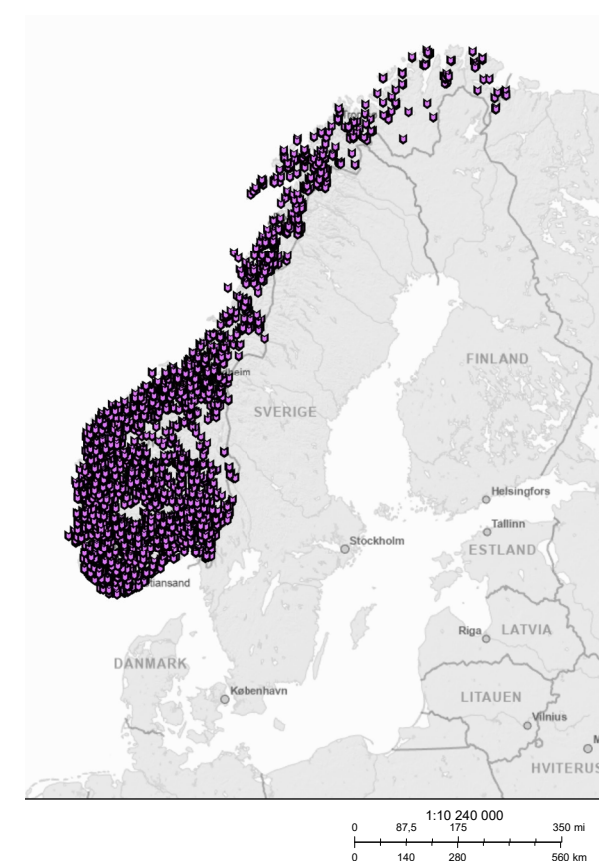 FINLAND
SVERIGE
Helsingfors
Tallinn
Stockholm
ESTLAND
Riga
LATVIA
DANMARK
København
LITAUEN
Vilnius
HVITERUS
1:10 240 000
0 87,5 175 350 mi
0 140 280 560 km